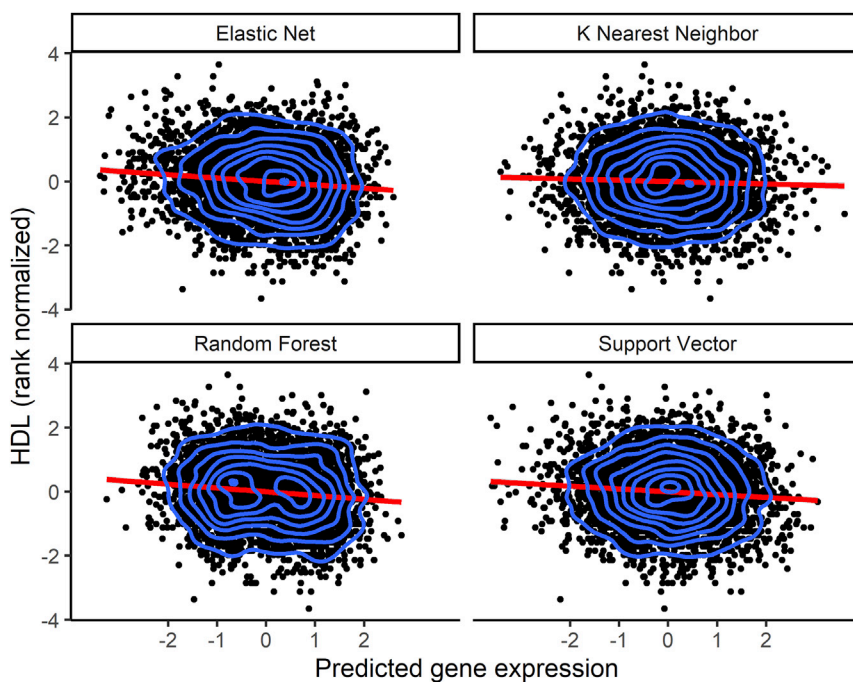 Elastic Net
K Nearest Neighbor
4
2
0
-2
-4
Random Forest
Support Vector
4
2
0
-2
-4
HDL (rank normalized)
-2 -1 0 1 2
-2 -1 0 1 2
Predicted gene expression